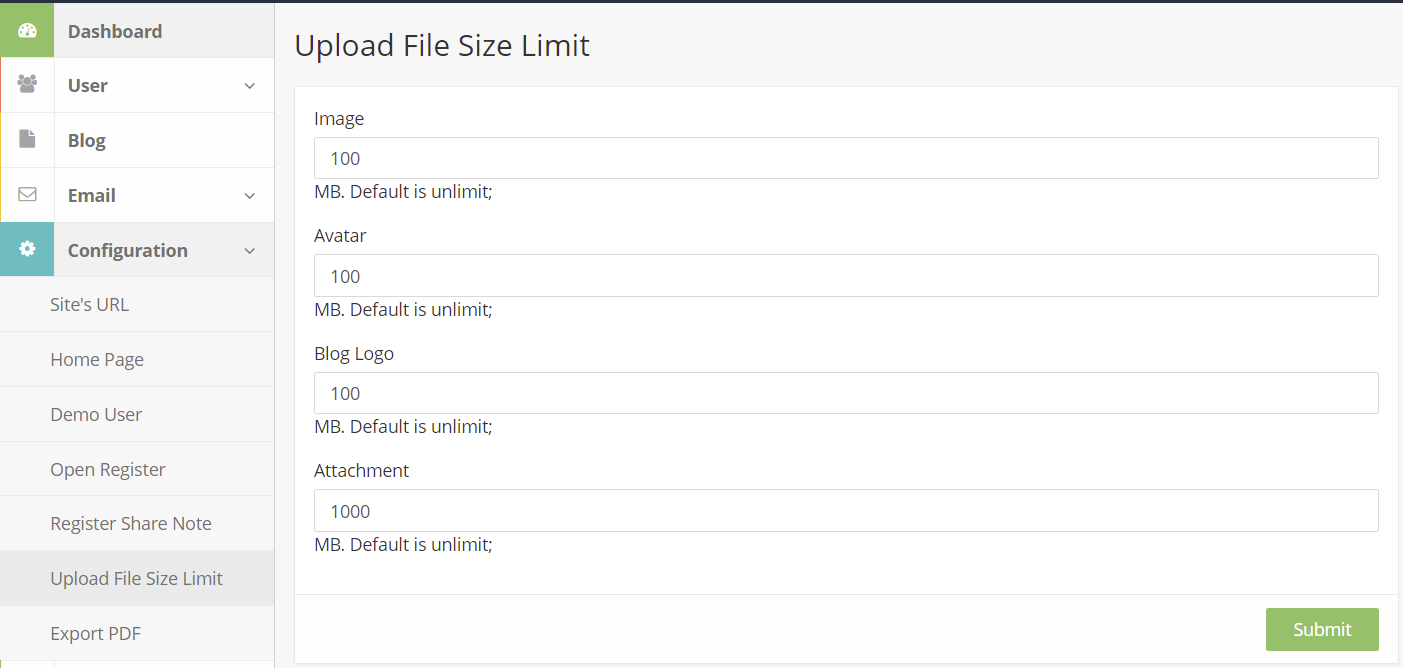 Dashboard
User
Blog
Email
Configuration
Site's URL
Home Page
Demo User
Open Register
Register Share Note
Upload File Size Limit
Export PDF
Upload File Size Limit
Image
100
MB. Default is unlimit;
Avatar
100
MB. Default is unlimit;
Blog Logo
100
MB. Default is unlimit;
Attachment
1000
MB. Default is unlimit;
Submit